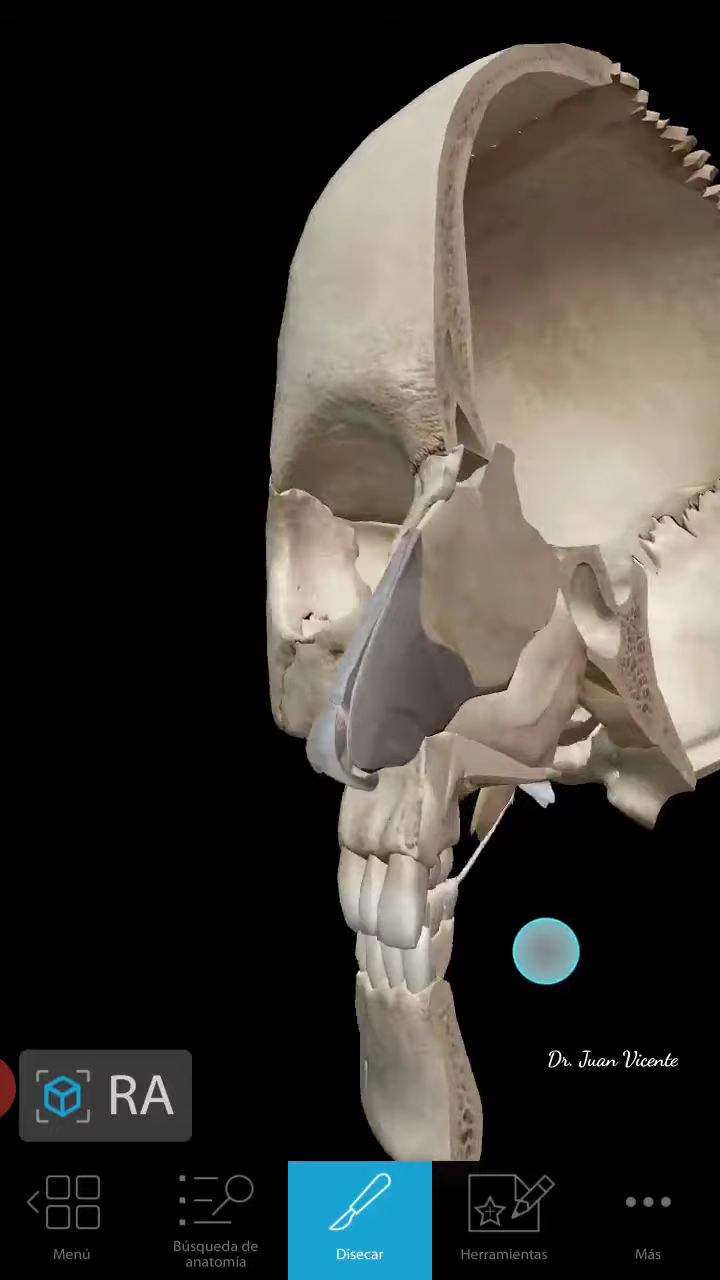 Dr. Juan Vicente
RA
Menú
Búsqueda de
anatomía
Disecar
Herramientas
Más